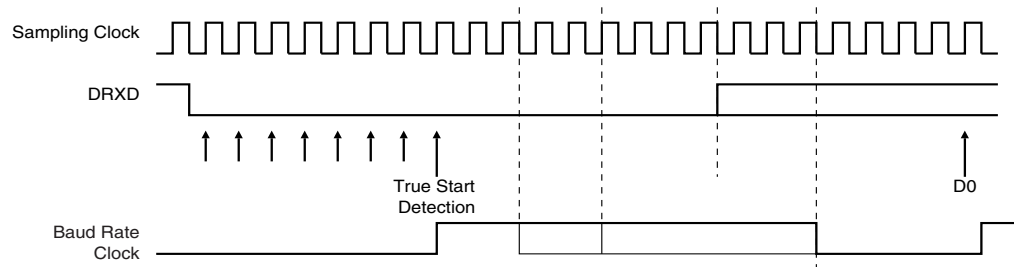 Sampling Clock
DRXD
True Start
Detection
D0
Baud Rate
Clock